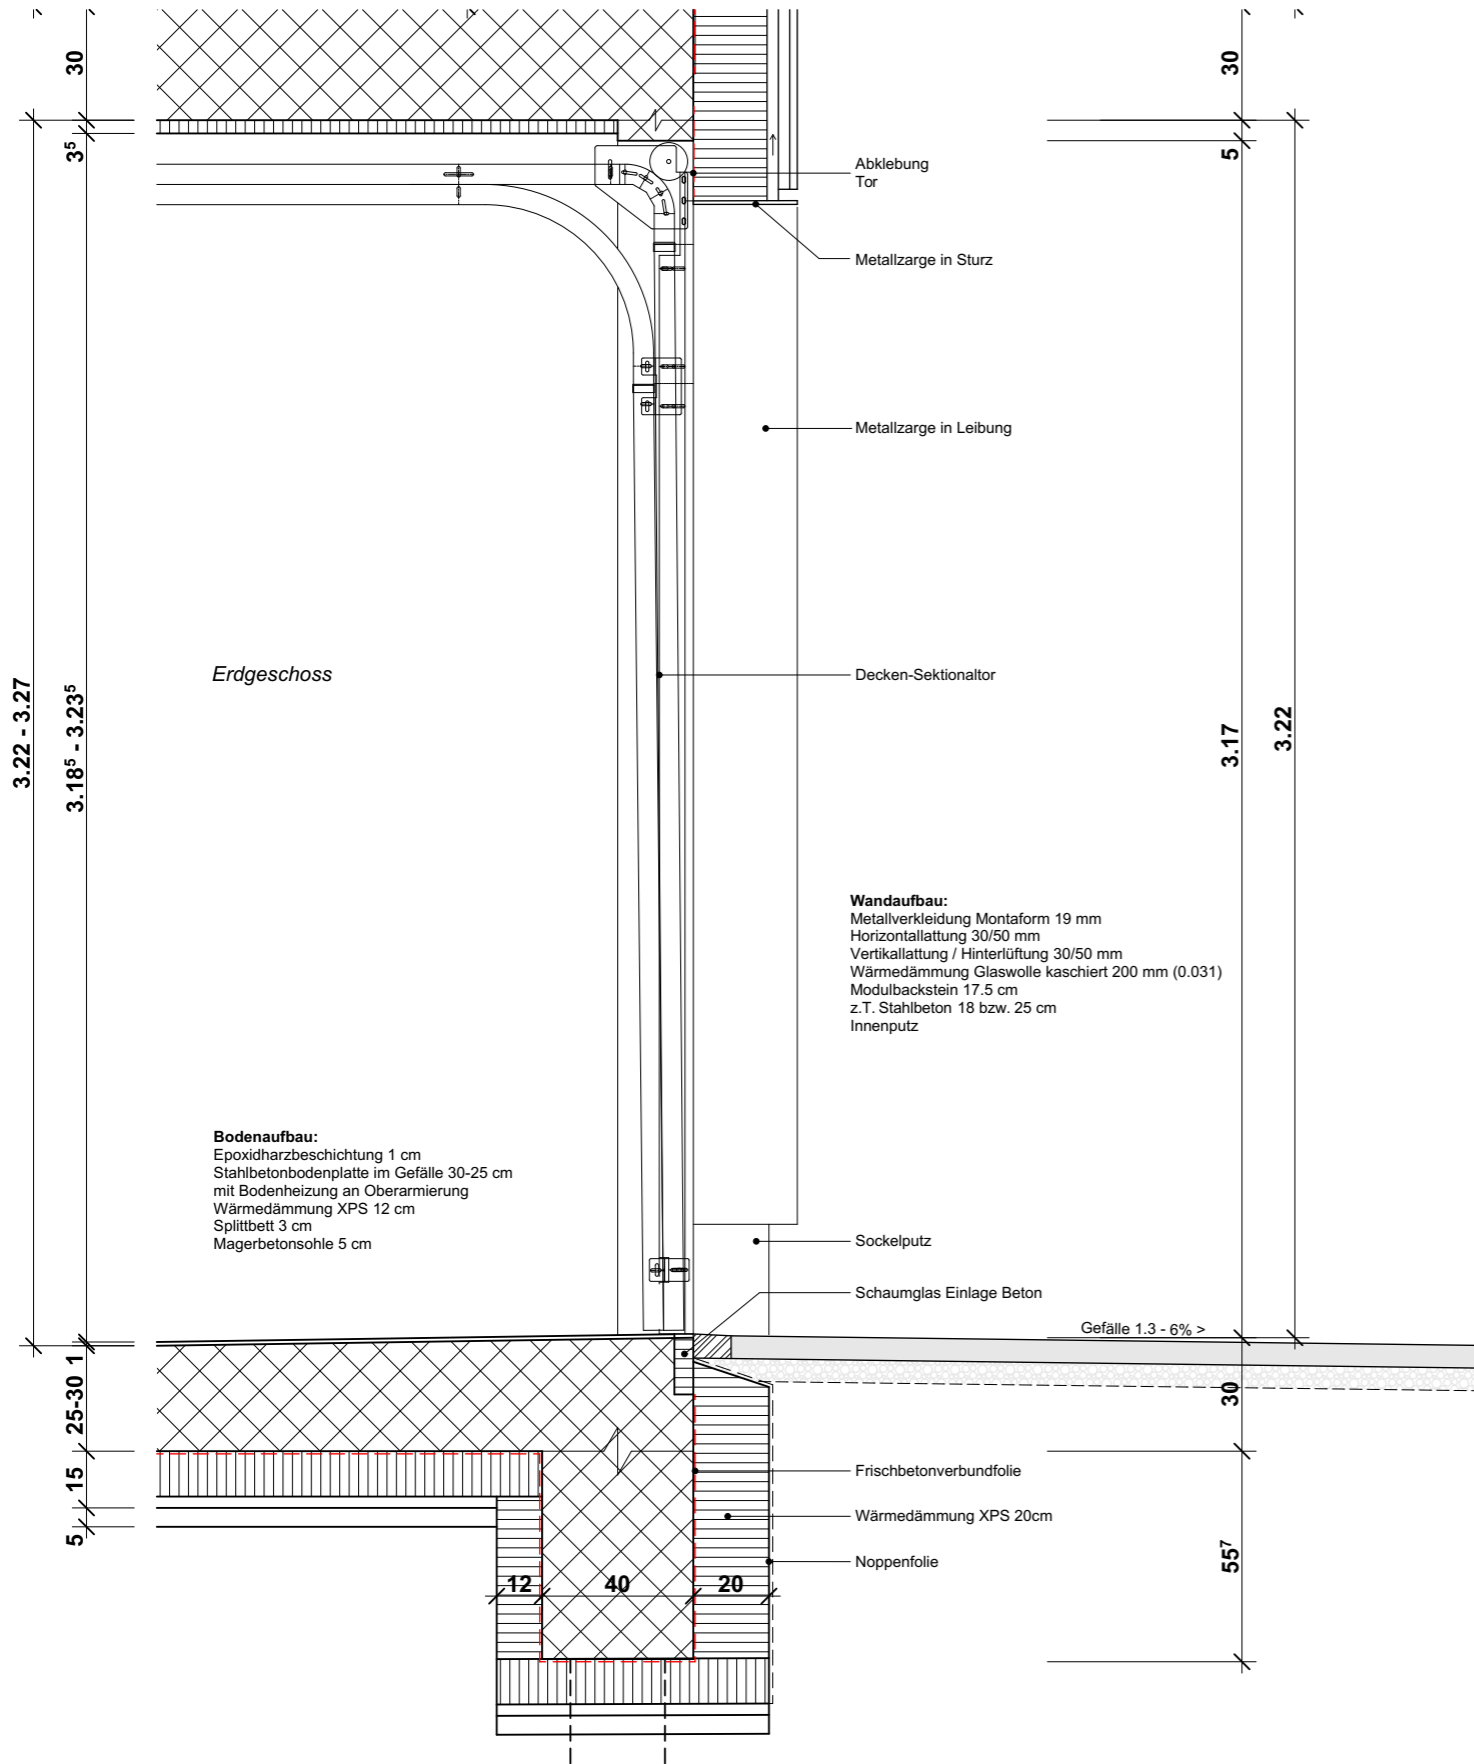 30
3⁵
3.22 - 3.27
3.18⁵ - 3.23⁵
1
25-30
15
5
Erdgeschoss
Bodenaufbau:
Epoxidharzbeschichtung 1 cm
Stahlbetonbodenplatte im Gefälle 30-25 cm
mit Bodenheizung an Oberarmierung
Wärmedämmung XPS 12 cm
Splittbett 3 cm
Magerbetonsohle 5 cm
12
40
20
Abklebung
Tor
Metallzarge in Sturz
Metallzarge in Leibung
Decken-Sektionaltor
Wandaufbau:
Metallverkleidung Montaform 19 mm
Horizontallattung 30/50 mm
Vertikallattung / Hinterlüftung 30/50 mm
Wärmedämmung Glaswolle kaschiert 200 mm (0.031)
Modulbackstein 17.5 cm
z.T. Stahlbeton 18 bzw. 25 cm
Innenputz
Sockelputz
Schaumglas Einlage Beton
Gefälle 1.3 - 6% >
Frischbetonverbundfolie
Wärmedämmung XPS 20cm
Noppenfolie
30
5
3.17
3.22
30
55⁷